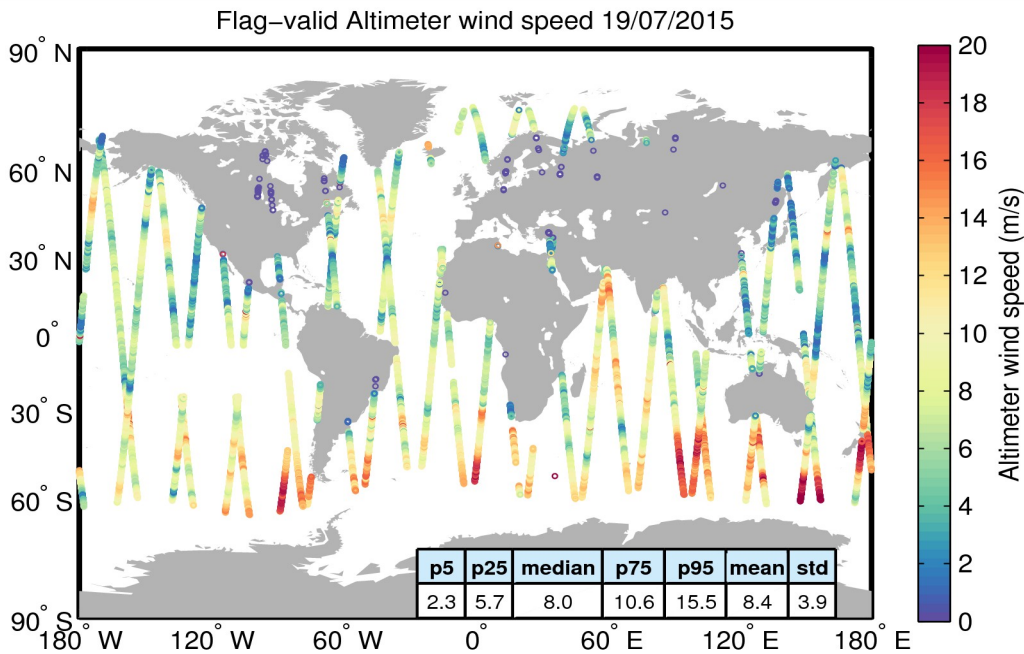 Flag−valid Altimeter wind speed 19/07/2015
90° N
60° N
30° N
0°
30° S
60° S
90° S
180° W
120° W
60° W
0°
60° E
120° E
180° E
p5 p25 median p75 p95 mean std
2.3 5.7 8.0 10.6 15.5 8.4 3.9
20
18
16
14
12
10
8
6
4
2
0
Altimeter wind speed (m/s)